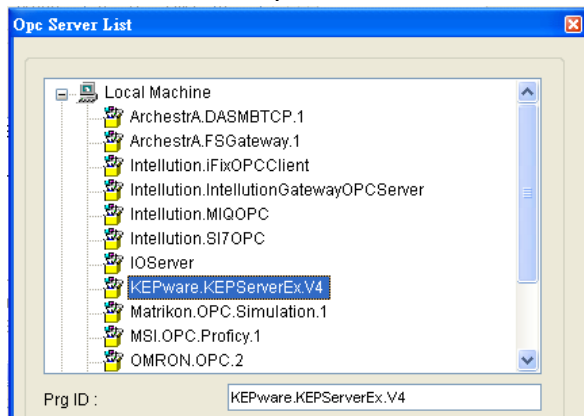 Opc Server List
Local Machine
ArchestrA.DASMBTCP.1
ArchestrA.FSGateway.1
Intellution.iFixOPCClient
Intellution.IntellutionGatewayOPCServer
Intellution.MIQOPC
Intellution.SI7OPC
IOServer
KEPware.KEPServerEx.V4
Matrikon.OPC.Simulation.1
MSI.OPC.Proficy.1
OMRON.OPC.2
Prg ID : KEPware.KEPServerEx.V4